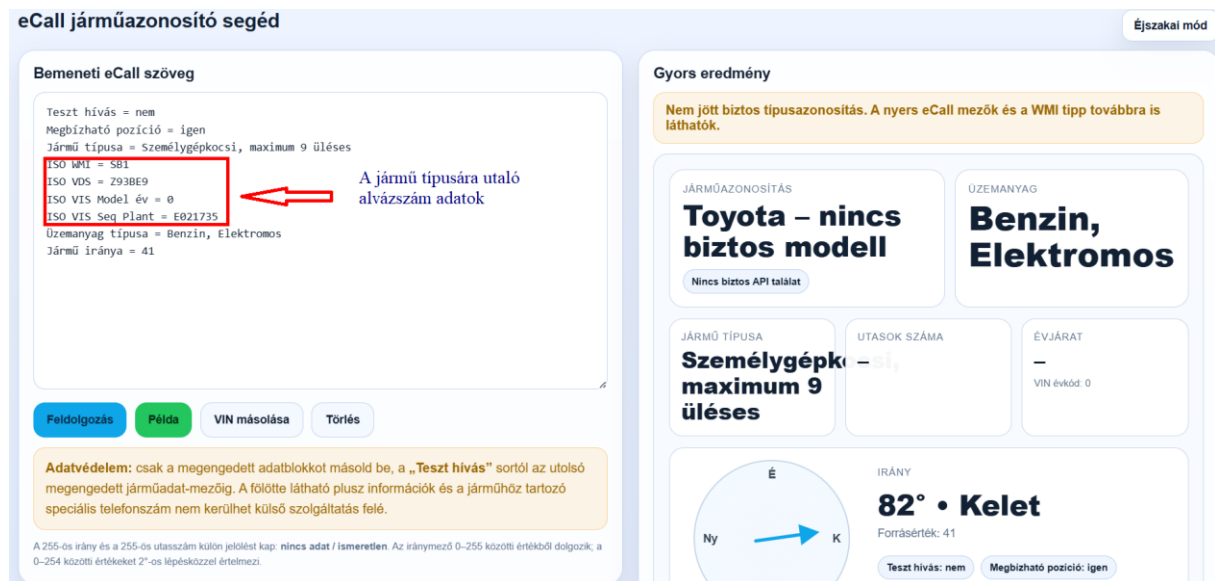 eCall járműazonosító segéd
Éjszakai mód
Bemeneti eCall szöveg
Teszt hívás = nem
Megbízható pozíció = igen
Jármű típusa = Személygépkocsi, maximum 9 üléses
ISO WMI = SB1
ISO VDS = Z93BE9
ISO VIS Model év = 0
ISO VIS Seq Plant = E021735
Üzemanyag típusa = Benzin, Elektromos
Jármű iránya = 41
A jármű típusára utaló
alvázszám adatok
Feldolgozás
Példa
VIN másolása
Törlés
Adatvédelem: csak a megengedett adatblokkot másold be, a „Teszt hívás” sortól az utolsó
megengedett járműadat-mezőig. A fölötte látható plusz információk és a járműhöz tartozó
speciális telefonszám nem kerülhet külső szolgáltatás felé.
A 255-ös irány és a 255-ös utasszám külön jelölést kap: nincs adat / ismeretlen. Az iránymező 0–255 közötti értékből dolgozik; a
0–254 közötti értékeket 2°-os lépésközzel értelmezi.
Gyors eredmény
Nem jött biztos típusazonosítás. A nyers eCall mezők és a WMI tipp továbbra is
láthatók.
JÁRMŰAZONOSÍTÁS
Toyota – nincs
biztos modell
Nincs biztos API találat
ÜZEMANYAG
Benzin,
Elektromos
JÁRMŰ TÍPUSA
Személygépkocsi,
maximum 9
üléses
UTASOK SZÁMA
–
ÉVJÁRAT
–
VIN évkód: 0
É
Ny
K
IRÁNY
82° • Kelet
Forrásérték: 41
Teszt hívás: nem
Megbízható pozíció: igen